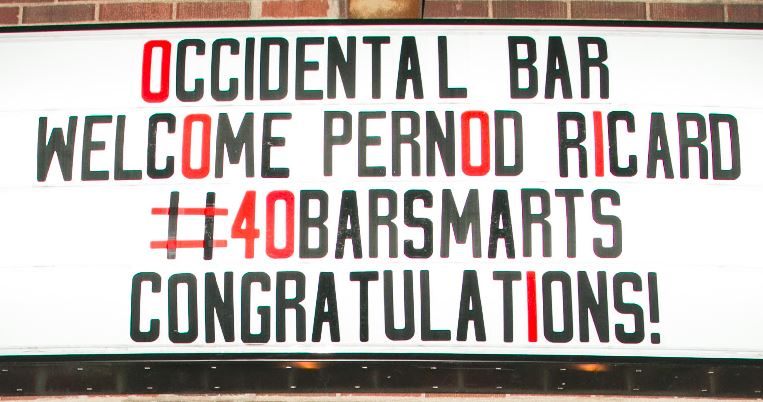 OCCIDENTAL BAR
WELCOME PERNOD RICARD
#40BARSMARTS
CONGRATULATIONS!